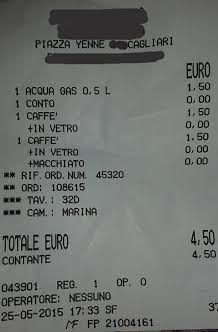 PIAZZA YENNE CAGLIARI
EURO
1 ACQUA GAS 0,5 L 1,50
1 CONTO 0,00
1 CAFFE' 1,50
+IN VETRO 0,00
1 CAFFE' 1,50
+IN VETRO 0,00
+MACCHIATO 0,00
** RIF. ORD. NUM. 45320
** ORD: 108615
*** TAV.: 32D
*** CAM.: MARINA
TOTALE EURO 4,50
CONTANTE 4,50
043901 REG. 1 OP. 0
OPERATORE: NESSUNO
25-05-2015 17:33 SF 37
MF FP 21004161